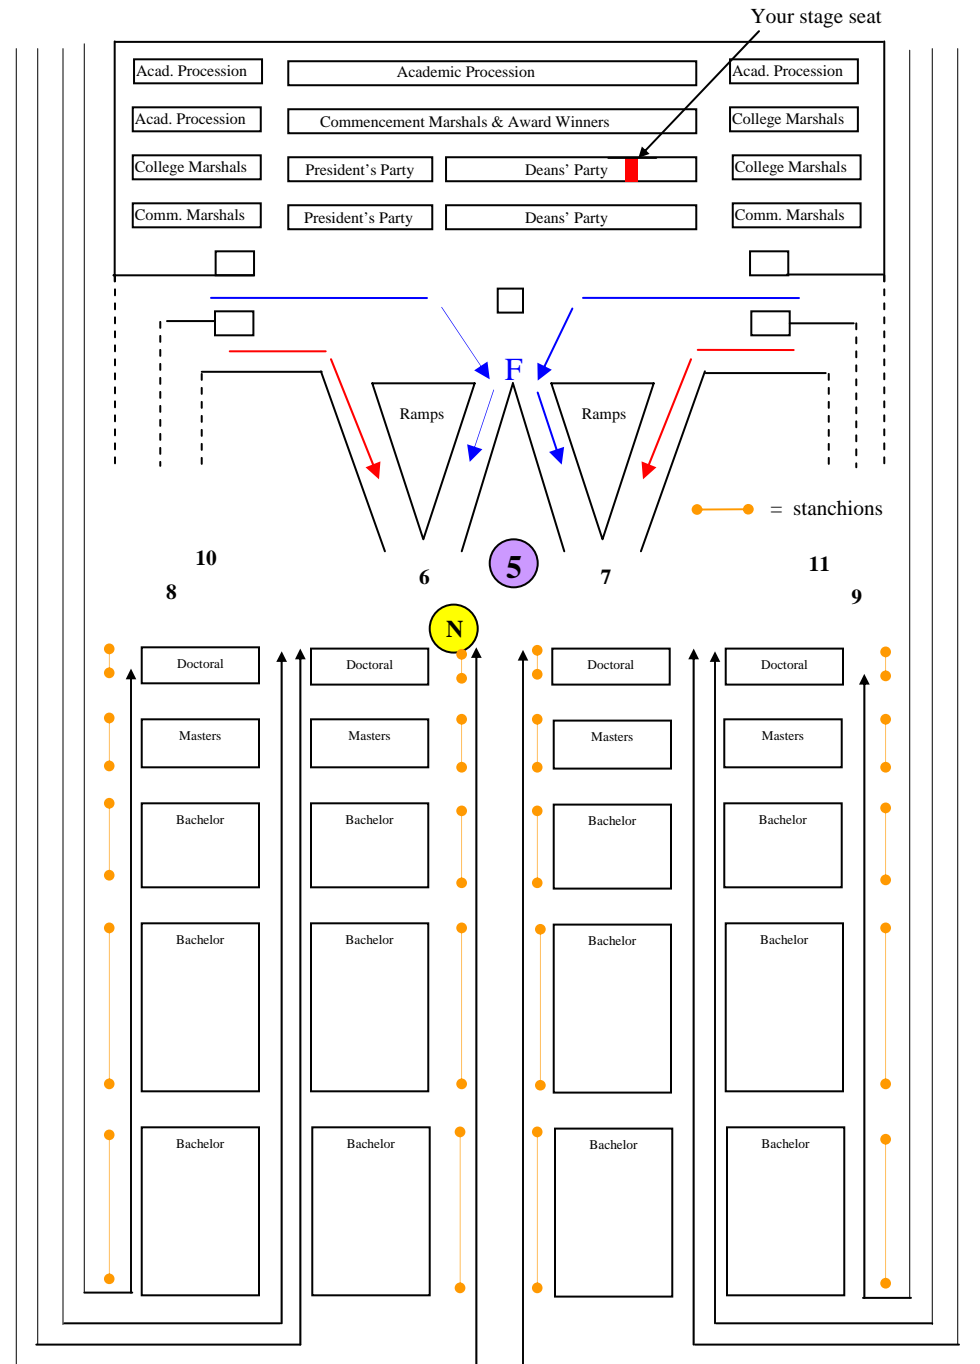 Your stage seat
Acad. Procession
Academic Procession
Acad. Procession
Acad. Procession
Commencement Marshals & Award Winners
College Marshals
College Marshals
President's Party
Deans' Party
College Marshals
Comm. Marshals
President's Party
Deans' Party
Comm. Marshals
F
Ramps
Ramps
= stanchions
10
6
5
7
11
8
9
N
Doctoral
Doctoral
Doctoral
Doctoral
Masters
Masters
Masters
Masters
Bachelor
Bachelor
Bachelor
Bachelor
Bachelor
Bachelor
Bachelor
Bachelor
Bachelor
Bachelor
Bachelor
Bachelor